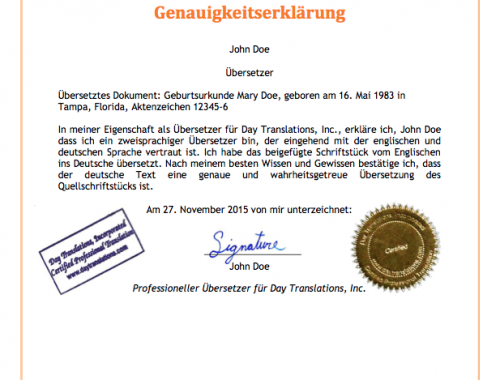 Genauigkeitserklärung
John Doe
Übersetzer
Übersetztes Dokument: Geburtsurkunde Mary Doe, geboren am 16. Mai 1983 in
Tampa, Florida, Aktenzeichen 12345-6
In meiner Eigenschaft als Übersetzer für Day Translations, Inc., erkläre ich, John Doe
dass ich ein zweisprachiger Übersetzer bin, der eingehend mit der englischen und
deutschen Sprache vertraut ist. Ich habe das beigefügte Schriftstück vom Englischen
ins Deutsche übersetzt. Nach meinem besten Wissen und Gewissen bestätige ich, dass
der deutsche Text eine genaue und wahrheitsgetreue Übersetzung des
Quellschriftstücks ist.
Am 27. November 2015 von mir unterzeichnet:
Day Translations, Incorporated
Certified Professional Translation
www.daytranslations.com
Signature
Certified
John Doe
Professioneller Übersetzer für Day Translations, Inc.